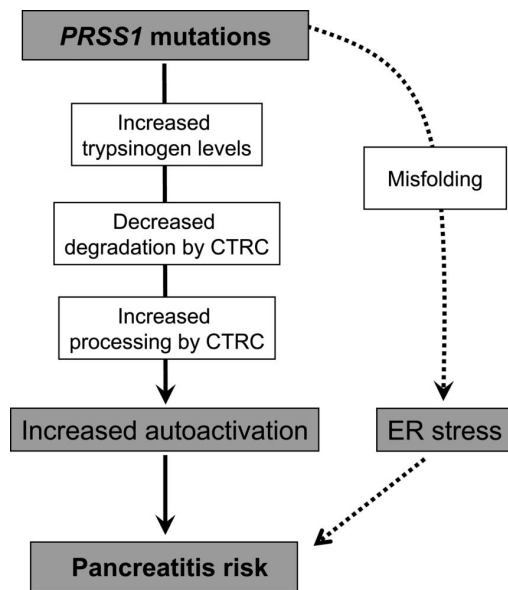 PRSS1 mutations
Increased
trypsinogen levels
Misfolding
Decreased
degradation by CTRC
Increased
processing by CTRC
Increased autoactivation
ER stress
Pancreatitis risk